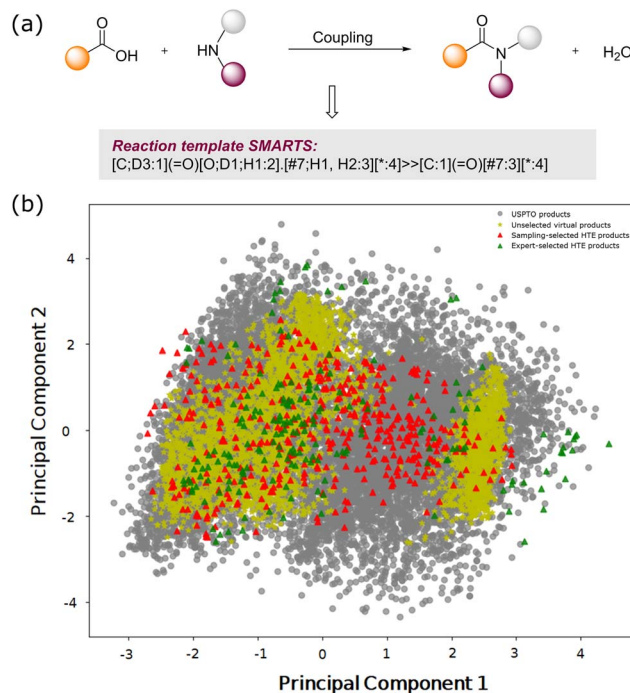 (a)
O
OH
+
HN
Coupling
O
N
+
H₂O
Reaction template SMARTS:
[C;D3:1](=O)[O;D1;H1:2].[#7;H1, H2:3][*:4]>>[C:1](=O)[#7:3][*:4]
(b)
USPTO products
Unselected virtual products
Sampling-selected HTE products
Expert-selected HTE products
Principal Component 2
4
2
0
-2
-4
-3
-2
-1
0
1
2
3
4
Principal Component 1